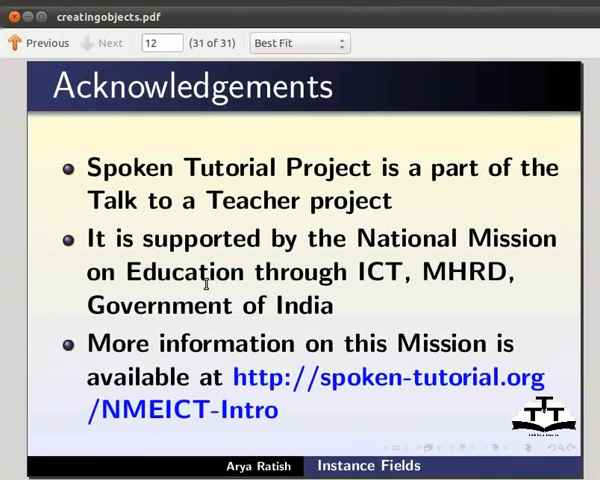 creatingobjects.pdf
Previous Next 12 (31 of 31) Best Fit
Acknowledgements
Spoken Tutorial Project is a part of the
Talk to a Teacher project
It is supported by the National Mission
on Education through ICT, MHRD,
Government of India
More information on this Mission is
available at http://spoken-tutorial.org
/NMEICT-Intro
Arya Ratish Instance Fields